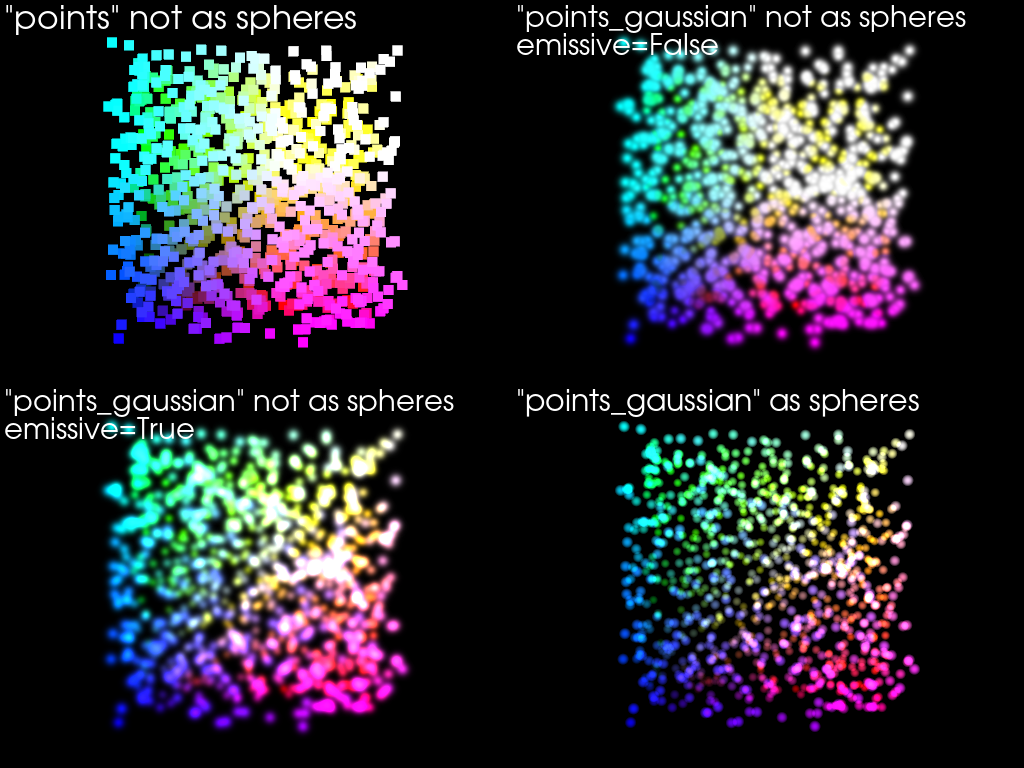 "points" not as spheres
"points_gaussian" not as spheres
emissive=False
"points_gaussian" not as spheres
emissive=True
"points_gaussian" as spheres